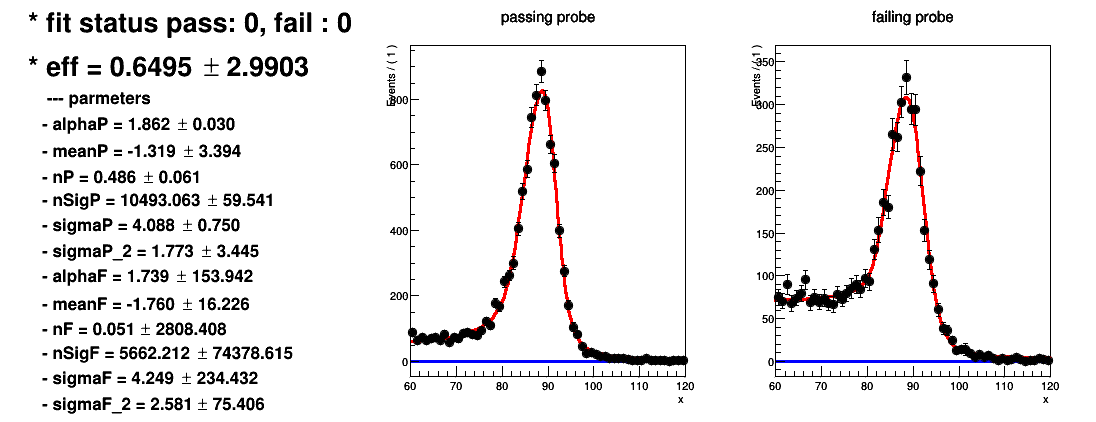 * fit status pass: 0, fail : 0
* eff = 0.6495 ± 2.9903
--- parmeters
- alphaP = 1.862 ± 0.030
- meanP = -1.319 ± 3.394
- nP = 0.486 ± 0.061
- nSigP = 10493.063 ± 59.541
- sigmaP = 4.088 ± 0.750
- sigmaP_2 = 1.773 ± 3.445
- alphaF = 1.739 ± 153.942
- meanF = -1.760 ± 16.226
- nF = 0.051 ± 2808.408
- nSigF = 5662.212 ± 74378.615
- sigmaF = 4.249 ± 234.432
- sigmaF_2 = 2.581 ± 75.406
passing probe
Events / ( 1 )
800
600
400
200
0
60 70 80 90 100 110 120
x
failing probe
Events / ( 1 )
350
300
250
200
150
100
50
0
60 70 80 90 100 110 120
x